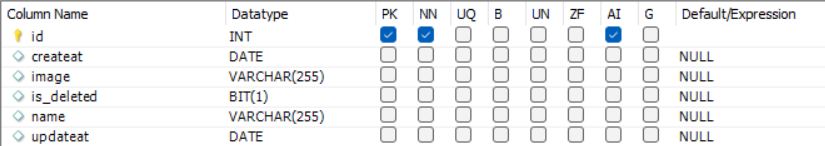 Column Name Datatype PK NN UQ B UN ZF AI G Default/Expression
id INT
createat DATE NULL
image VARCHAR(255) NULL
is_deleted BIT(1) NULL
name VARCHAR(255) NULL
updateat DATE NULL